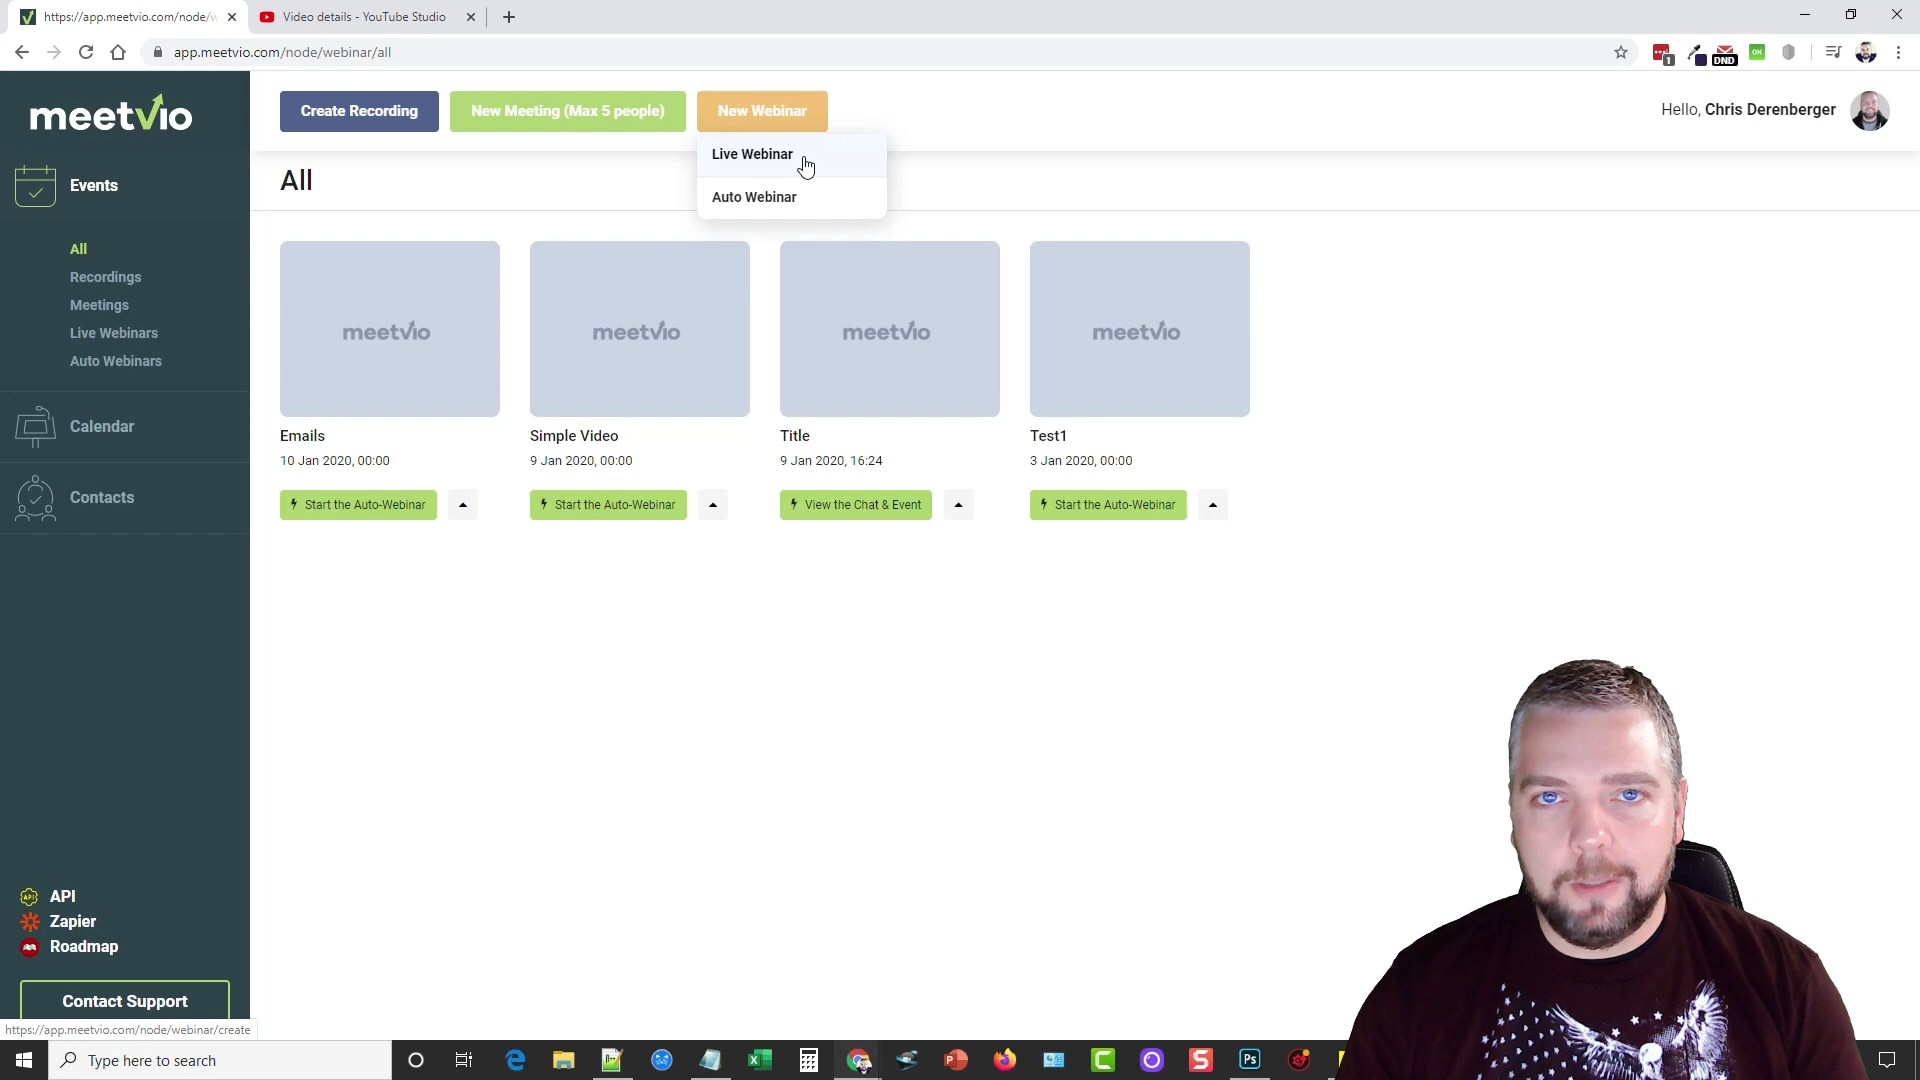 https://app.meetvio.com/node/w
Video details - YouTube Studio
app.meetvio.com/node/webinar/all
1
DND
ON
meetvio
Create Recording
New Meeting (Max 5 people)
New Webinar
Hello, Chris Derenberger
Live Webinar
Auto Webinar
Events
All
Recordings
Meetings
Live Webinars
Auto Webinars
Calendar
Contacts
All
meetvio
meetvio
meetvio
meetvio
Emails
Simple Video
Title
Test1
10 Jan 2020, 00:00
9 Jan 2020, 00:00
9 Jan 2020, 16:24
3 Jan 2020, 00:00
Start the Auto-Webinar
Start the Auto-Webinar
View the Chat & Event
Start the Auto-Webinar
API
API
Zapier
Roadmap
Contact Support
https://app.meetvio.com/node/webinar/create
Type here to search
Ps